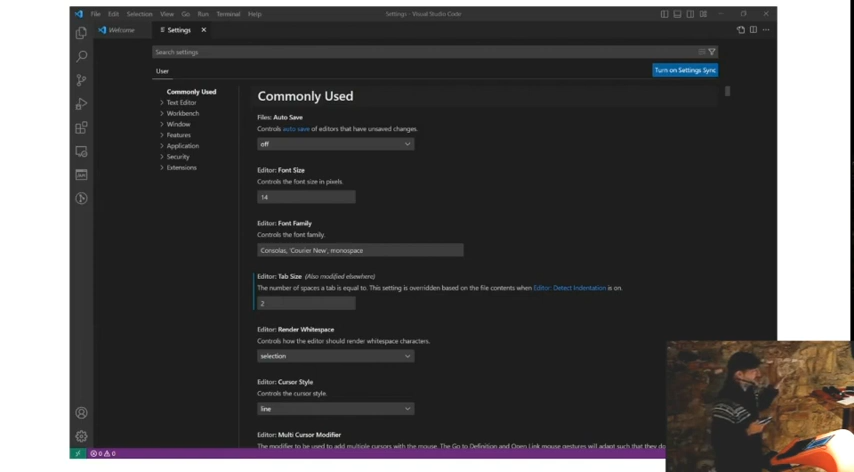 File Edit Selection View Go Run Terminal Help
Settings - Visual Studio Code
Welcome
Settings
Search settings
User
Turn on Settings Sync
Commonly Used
Text Editor
Workbench
Window
Features
Application
Security
Extensions
Commonly Used
Files: Auto Save
Controls auto save of editors that have unsaved changes.
off
Editor: Font Size
Controls the font size in pixels.
14
Editor: Font Family
Controls the font family.
Consolas, 'Courier New', monospace
Editor: Tab Size (Also modified elsewhere)
The number of spaces a tab is equal to. This setting is overridden based on the file contents when Editor: Detect Indentation is on.
2
Editor: Render Whitespace
Controls how the editor should render whitespace characters.
selection
Editor: Cursor Style
Controls the cursor style.
line
Editor: Multi Cursor Modifier
The modifier to be used to add multiple cursors with the mouse. The Go to Definition and Open Link mouse gestures will adapt such that they do
0 0